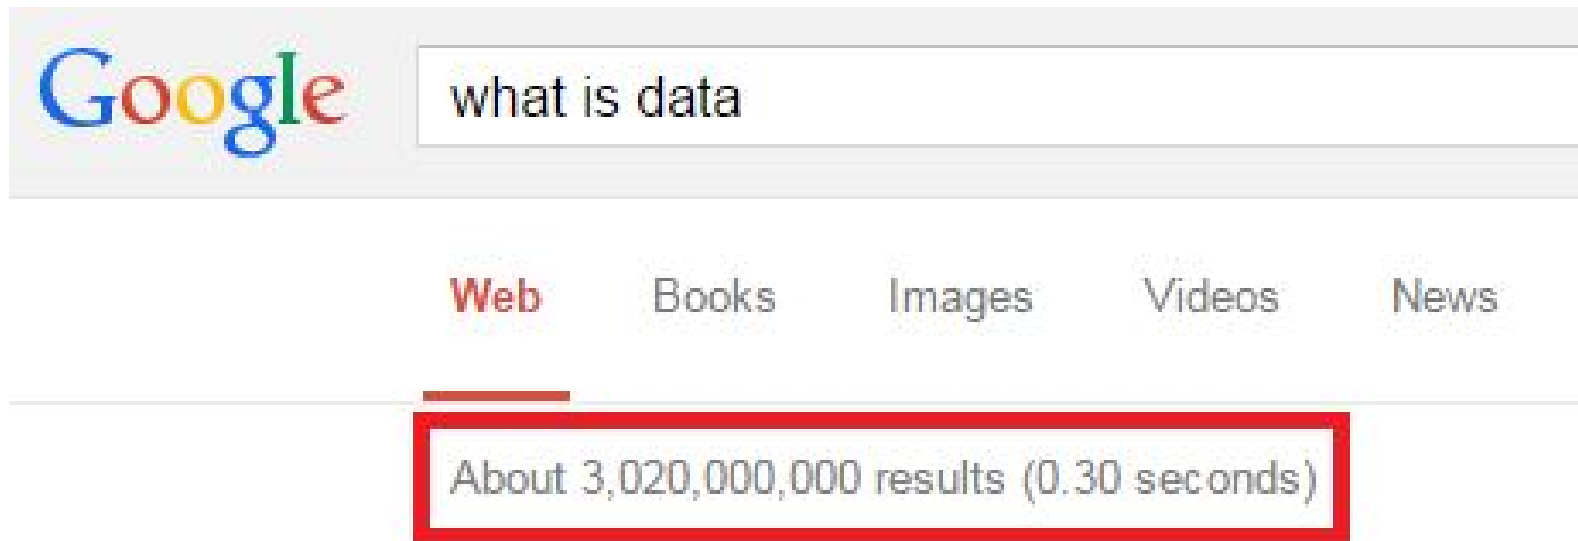 Google what is data
Web Books Images Videos News
About 3,020,000,000 results (0.30 seconds)